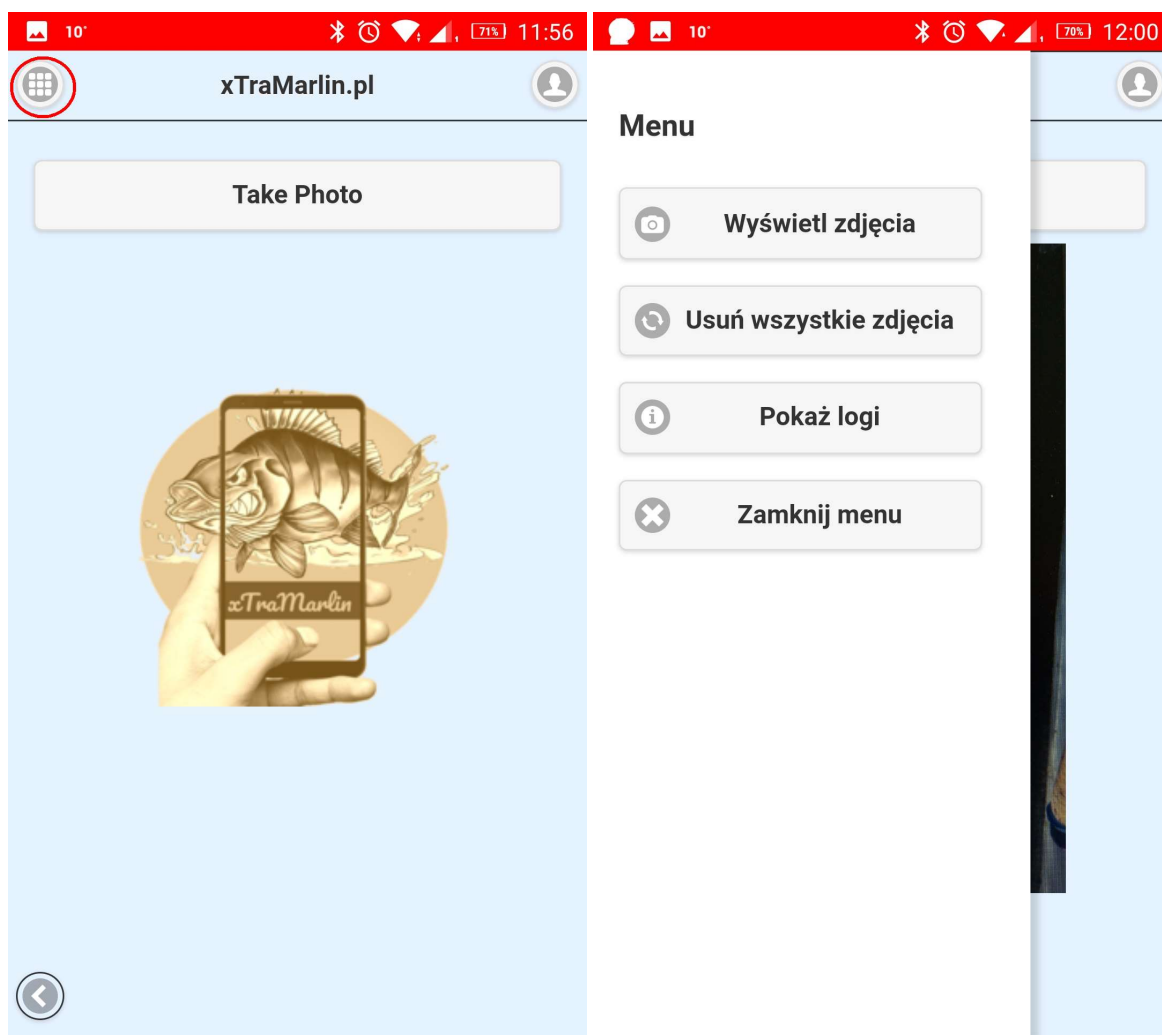 10°
71%
11:56
xTraMarlin.pl
Take Photo
xTraMarlin
10°
70%
12:00
Menu
Wyświetl zdjęcia
Usuń wszystkie zdjęcia
Pokaż logi
Zamknij menu